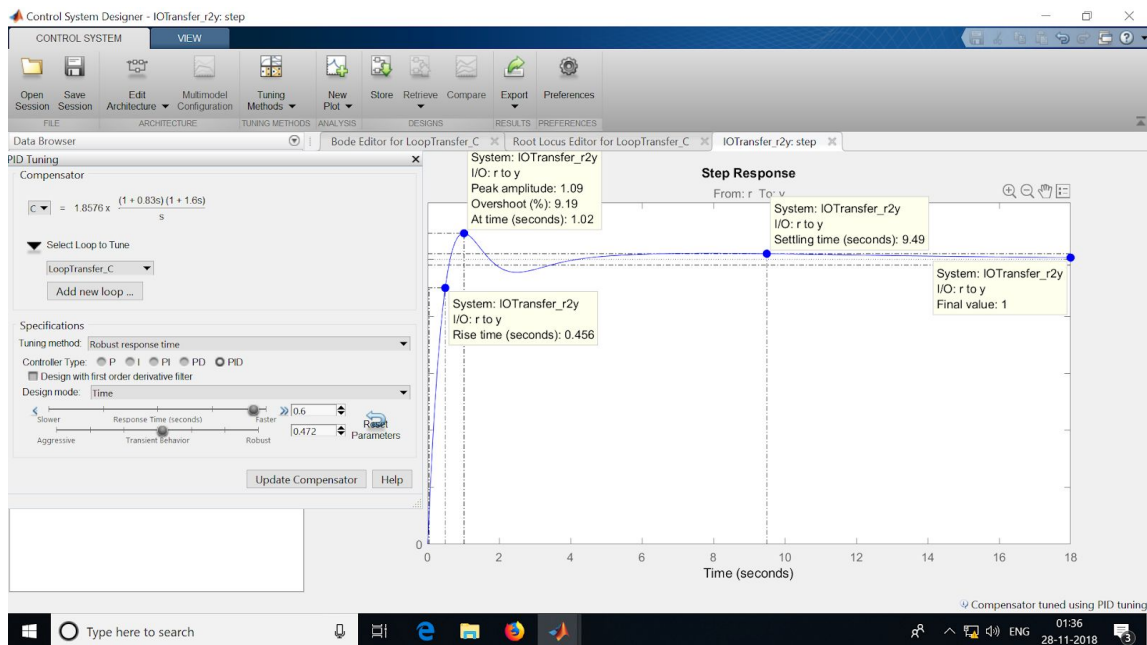 Control System Designer - IOTransfer_r2y: step
CONTROL SYSTEM
VIEW
Open Session
Save Session
Edit Architecture
Multimodel Configuration
Tuning Methods
New Plot
Store
Retrieve
Compare
Export
Preferences
FILE
ARCHITECTURE
TUNING METHODS
ANALYSIS
DESIGNS
RESULTS
PREFERENCES
Data Browser
Bode Editor for LoopTransfer_C
Root Locus Editor for LoopTransfer_C
IOTransfer_r2y: step
PID Tuning
Compensator
C = 1.8576 x (1 + 0.83s) (1 + 1.6s)
s
Select Loop to Tune
LoopTransfer_C
Add new loop ...
Specifications
Tuning method: Robust response time
Controller Type: P I PI PD PID
Design with first order derivative filter
Design mode: Time
Slower
Response Time (seconds)
Faster
0.6
Aggressive
Transient Behavior
Robust
0.472
Reset Parameters
Update Compensator
Help
Step Response
From: r To: y
System: IOTransfer_r2y
I/O: r to y
Peak amplitude: 1.09
Overshoot (%): 9.19
At time (seconds): 1.02
System: IOTransfer_r2y
I/O: r to y
Settling time (seconds): 9.49
System: IOTransfer_r2y
I/O: r to y
Final value: 1
System: IOTransfer_r2y
I/O: r to y
Rise time (seconds): 0.456
0
0 2 4 6 8 10 12 14 16 18
Time (seconds)
Compensator tuned using PID tuning
Type here to search
ENG
01:36
28-11-2018
3